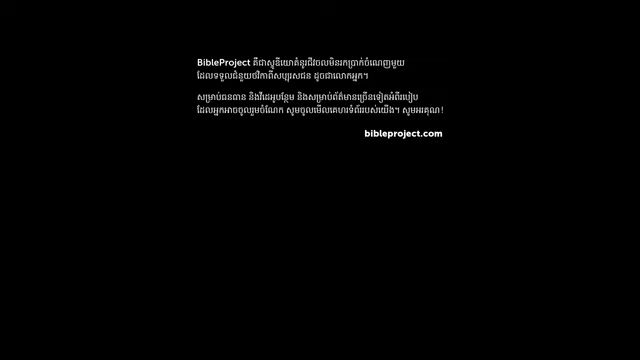 BibleProject គឺជាស្ទូឌីយោគំនូរជីវចលមិនរកប្រាក់ចំណេញមួយ
ដែលទទួលជំនួយថវិកាពីសប្បុរសជន ដូចជាលោកអ្នក។
សម្រាប់ធនធាន និងវីដេអូបន្ថែម និងសម្រាប់ព័ត៌មានច្រើនទៀតអំពីរបៀប
ដែលអ្នកអាចចូលរួមចំណែក សូមចូលមើលគេហទំព័ររបស់យើង។ សូមអរគុណ!
bibleproject.com